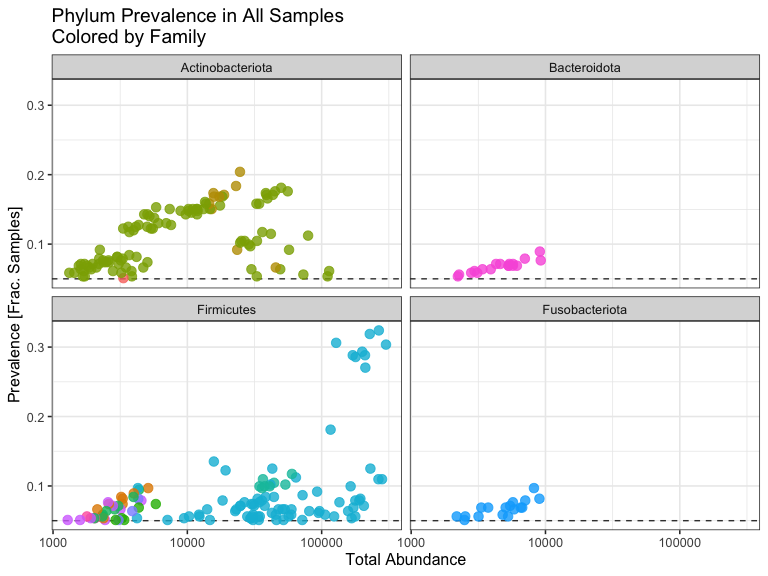 Phylum Prevalence in All Samples
Colored by Family
Actinobacteriota
Bacteroidota
0.3
0.2
0.1
Prevalence [Frac. Samples]
Firmicutes
Fusobacteriota
0.3
0.2
0.1
1000
10000
100000
1000
10000
100000
Total Abundance